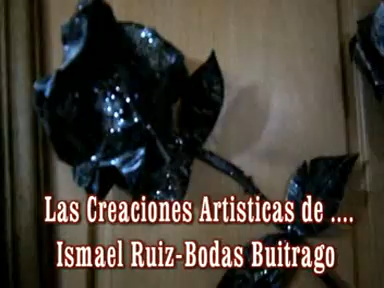 Las Creaciones Artisticas de ....
Ismael Ruiz-Bodas Buitrago